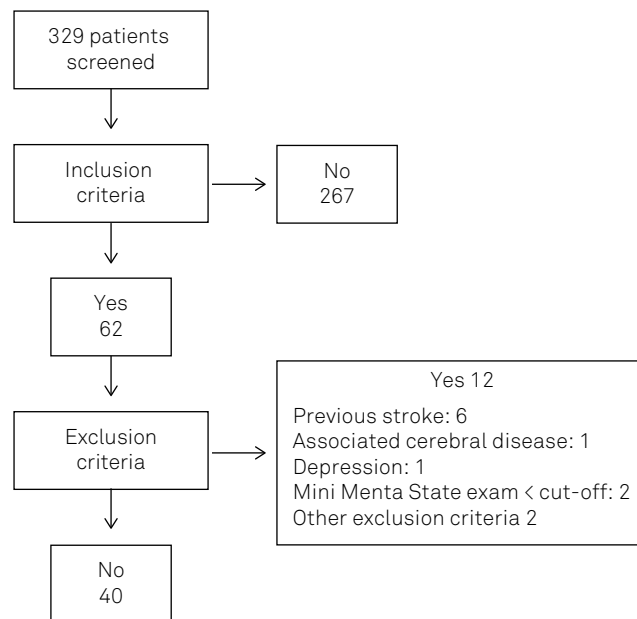 329 patients
screened
Inclusion
criteria
No
267
Yes
62
Exclusion
criteria
Yes 12
Previous stroke: 6
Associated cerebral disease: 1
Depression: 1
Mini Menta State exam < cut-off: 2
Other exclusion criteria 2
No
40